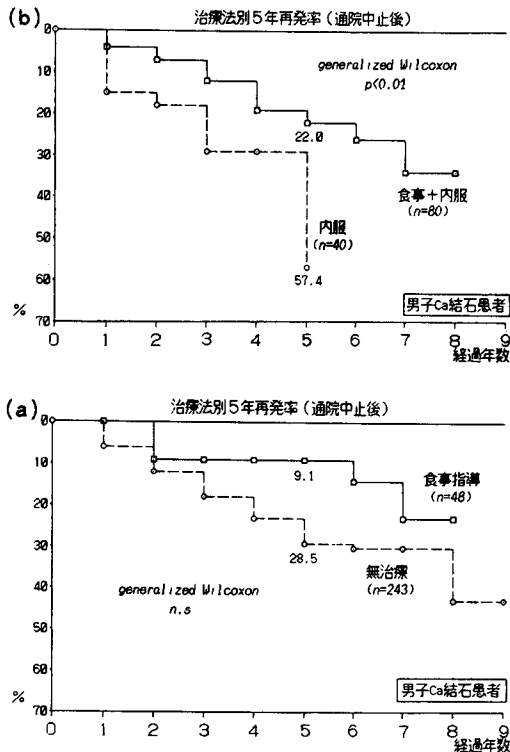 (b)
治療法別5年再発率(通院中止後)
0
10
20
30
40
50
60
70
%
generalized Wilcoxon
p<0.01
22.0
食事+内服
(n=80)
内服
(n=40)
57.4
男子Ca結石患者
0 1 2 3 4 5 6 7 8 9
経過年数
(a)
治療法別5年再発率(通院中止後)
0
10
20
30
40
50
60
70
%
9.1
食事指導
(n=48)
28.5
無治療
(n=243)
generalized Wilcoxon
n.s
男子Ca結石患者
0 1 2 3 4 5 6 7 8 9
経過年数